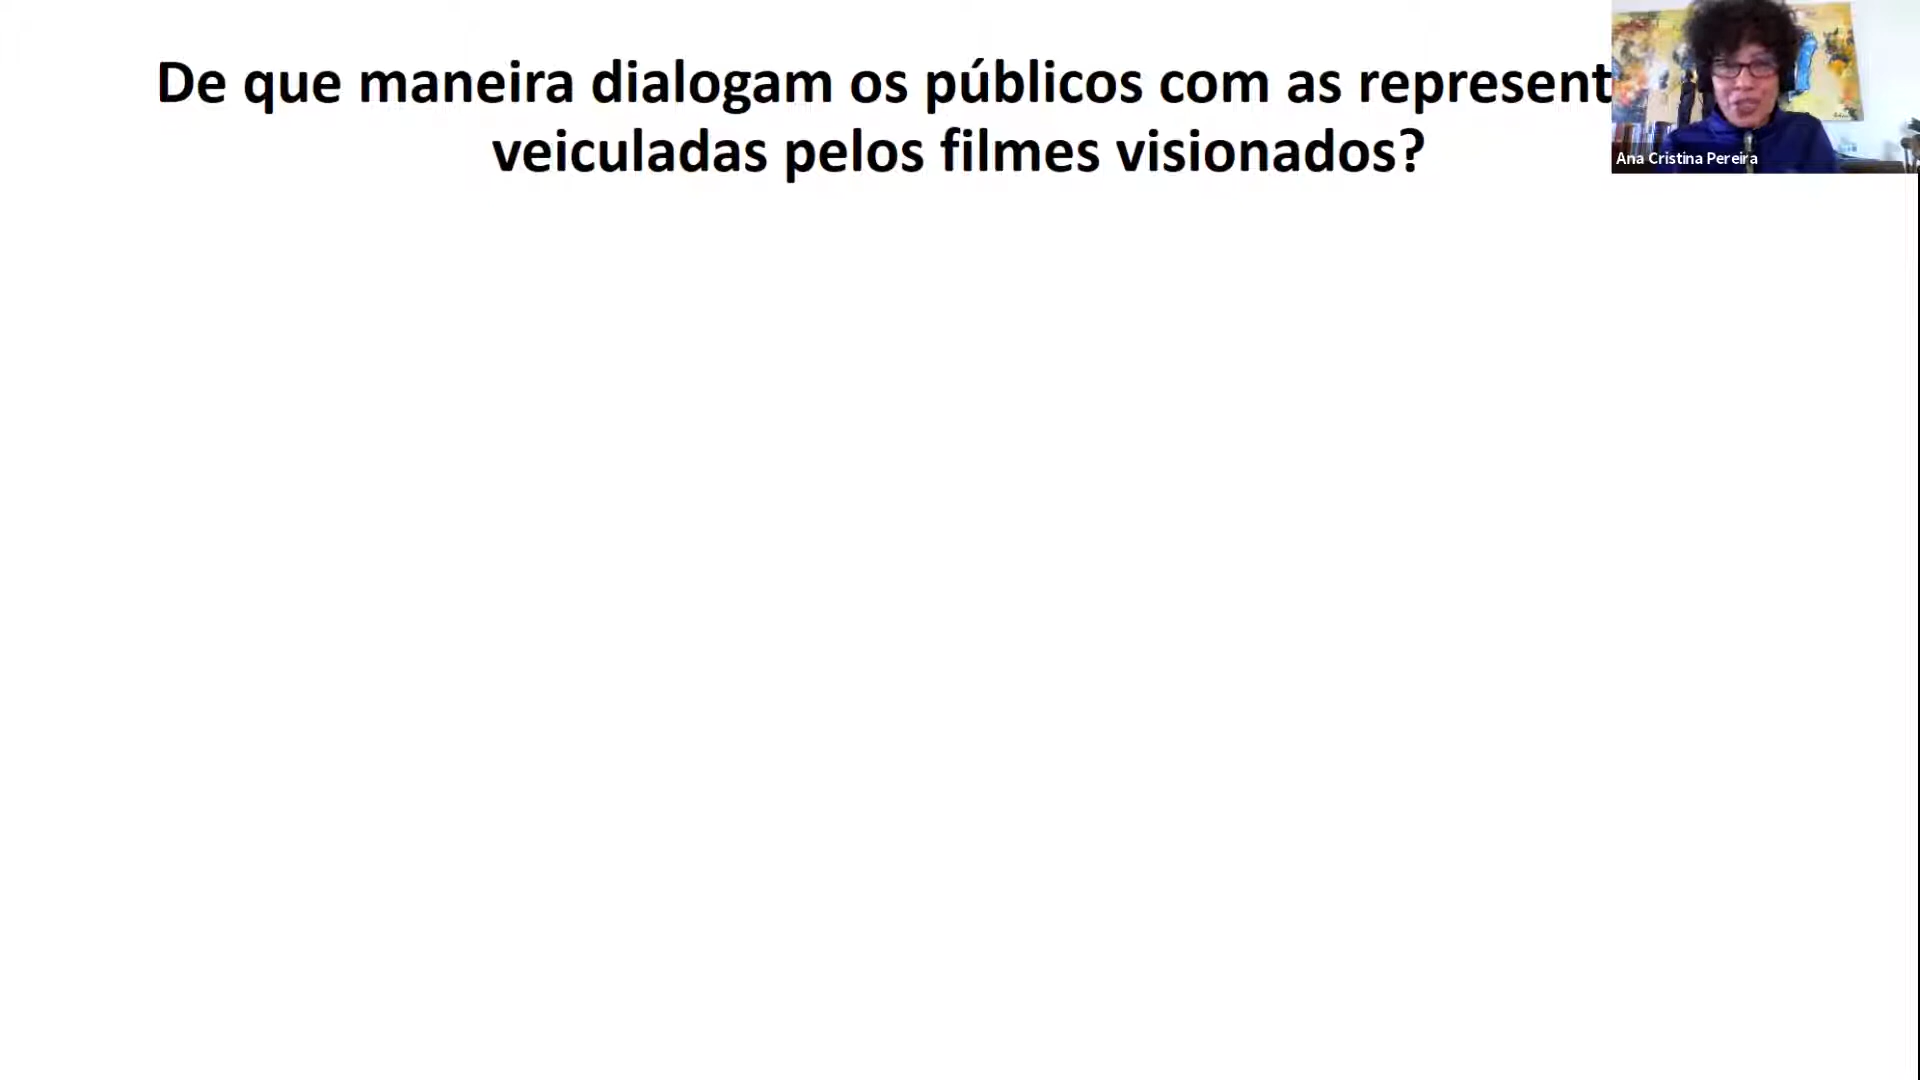 De que maneira dialogam os públicos com as represent
veiculadas pelos filmes visionados?
Ana Cristina Pereira